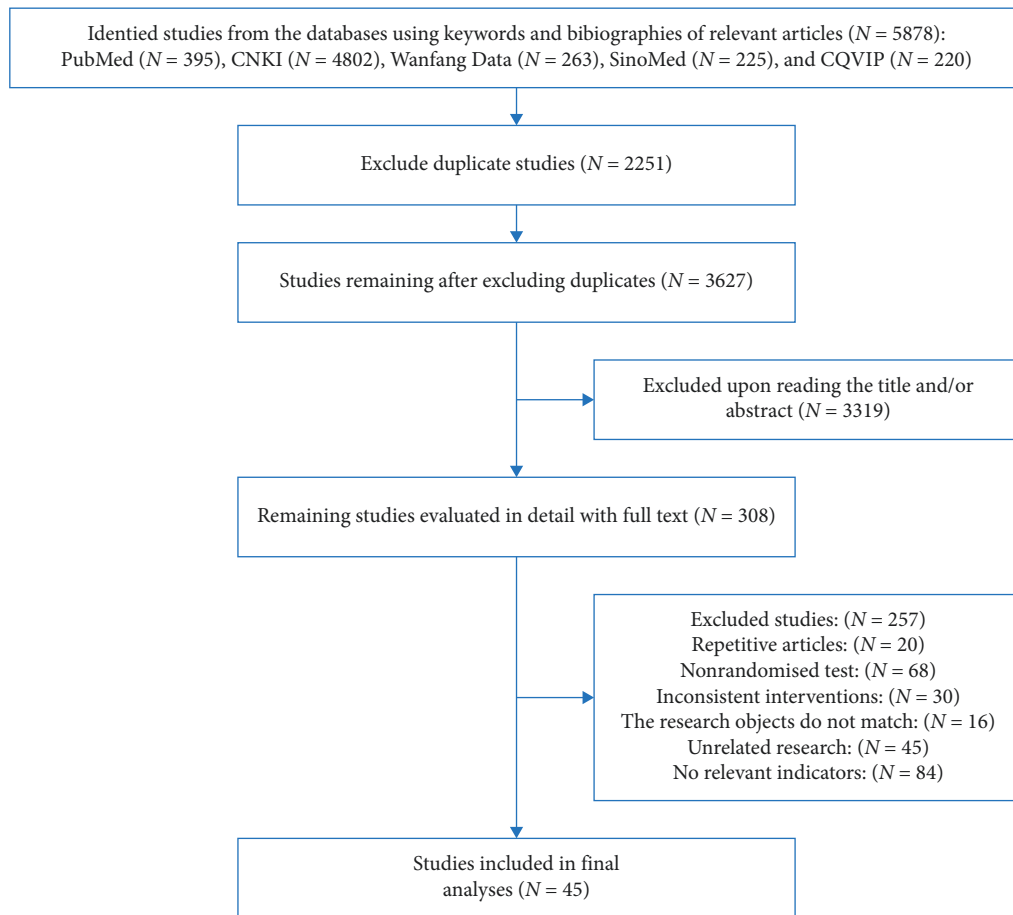 Identied studies from the databases using keywords and bibiographies of relevant articles (N = 5878):
PubMed (N = 395), CNKI (N = 4802), Wanfang Data (N = 263), SinoMed (N = 225), and CQVIP (N = 220)
Exclude duplicate studies (N = 2251)
Studies remaining after excluding duplicates (N = 3627)
Excluded upon reading the title and/or
abstract (N = 3319)
Remaining studies evaluated in detail with full text (N = 308)
Excluded studies: (N = 257)
Repetitive articles: (N = 20)
Nonrandomised test: (N = 68)
Inconsistent interventions: (N = 30)
The research objects do not match: (N = 16)
Unrelated research: (N = 45)
No relevant indicators: (N = 84)
Studies included in final
analyses (N = 45)